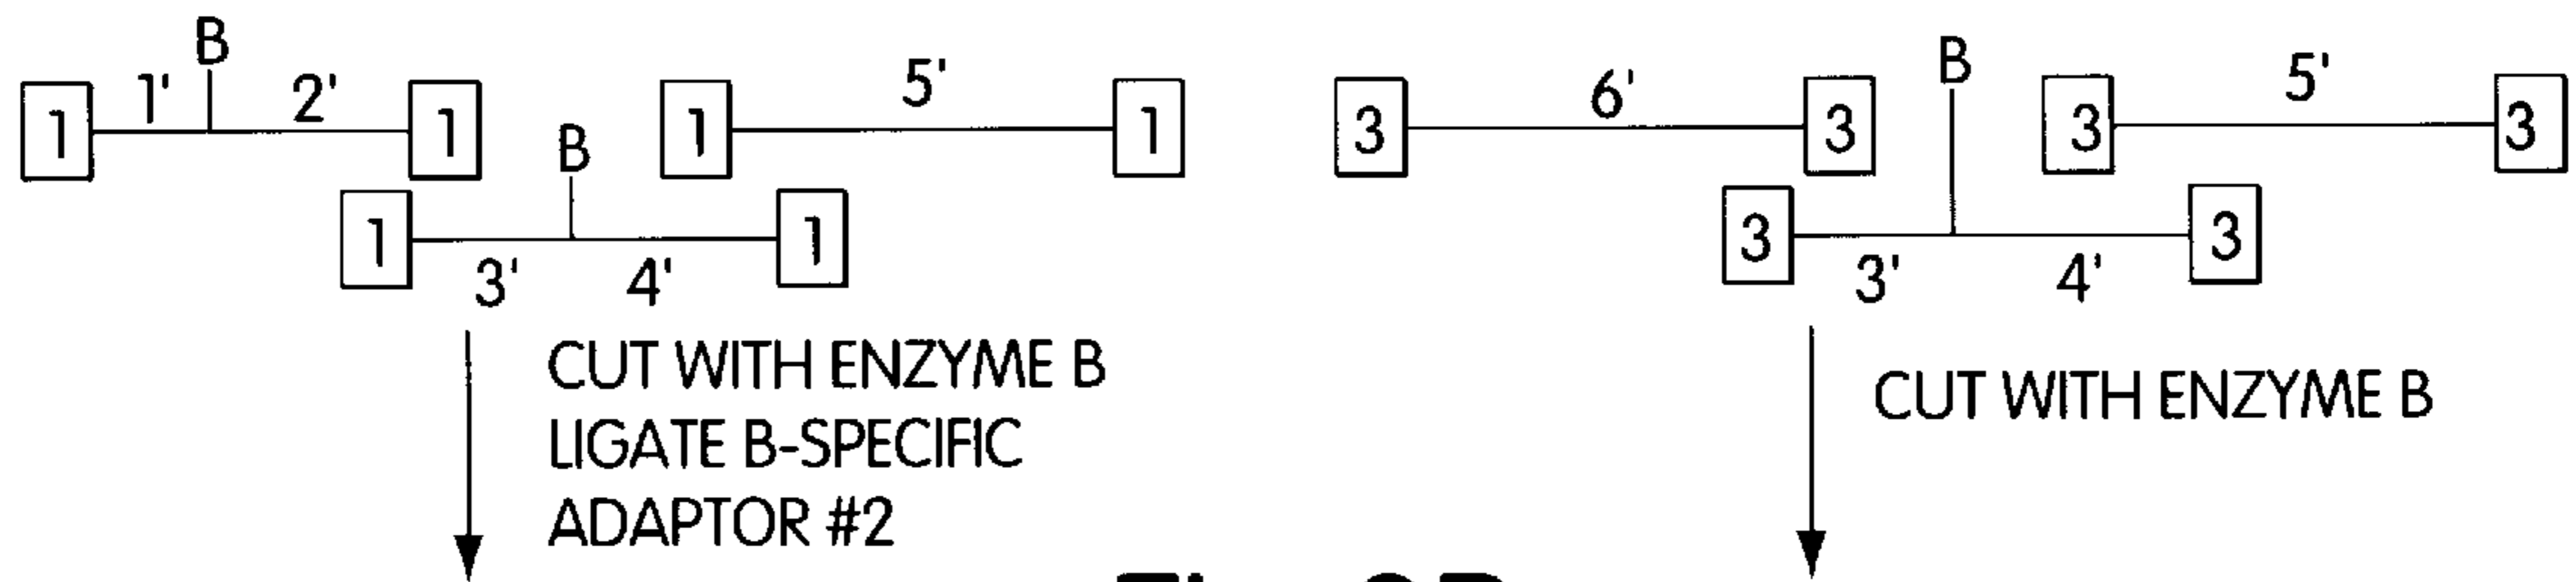 B
1 1' 2' 1
1 5' 1
B
1 3' 4' 1
CUT WITH ENZYME B
LIGATE B-SPECIFIC
ADAPTOR #2
B
3 6' 3
3 5' 3
3 3' 4' 3
CUT WITH ENZYME B